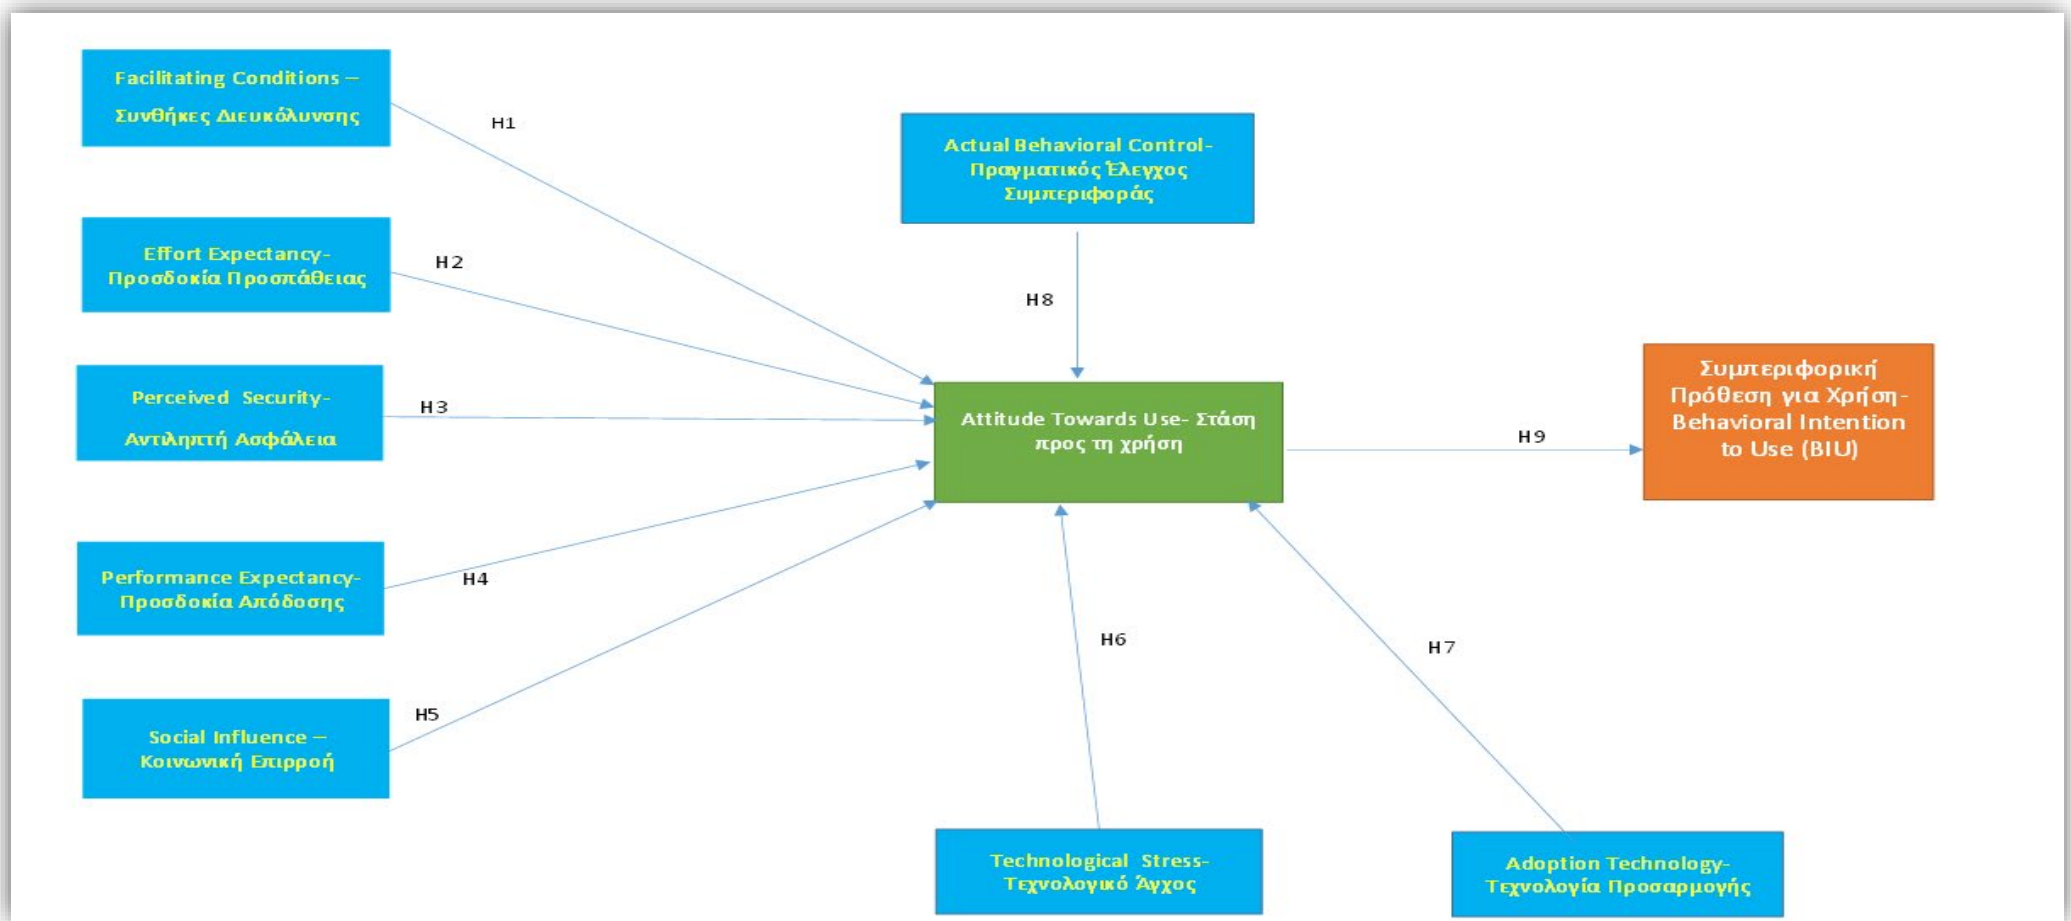 Facilitating Conditions –
Συνθήκες Διευκόλυνσης
H1
Actual Behavioral Control-
Πραγματικός Έλεγχος
Συμπεριφοράς
Effort Expectancy-
Προσδοκία Προσπάθειας
H2
H8
Perceived Security-
Αντιληπτή Ασφάλεια
H3
Attitude Towards Use- Στάση
προς τη χρήση
H9
Συμπεριφορική
Πρόθεση για Χρήση-
Behavioral Intention
to Use (BIU)
Performance Expectancy-
Προσδοκία Απόδοσης
H4
Social Influence –
Κοινωνική Επιρροή
H5
H6
H7
Technological Stress-
Τεχνολογικό Άγχος
Adoption Technology-
Τεχνολογία Προσαρμογής